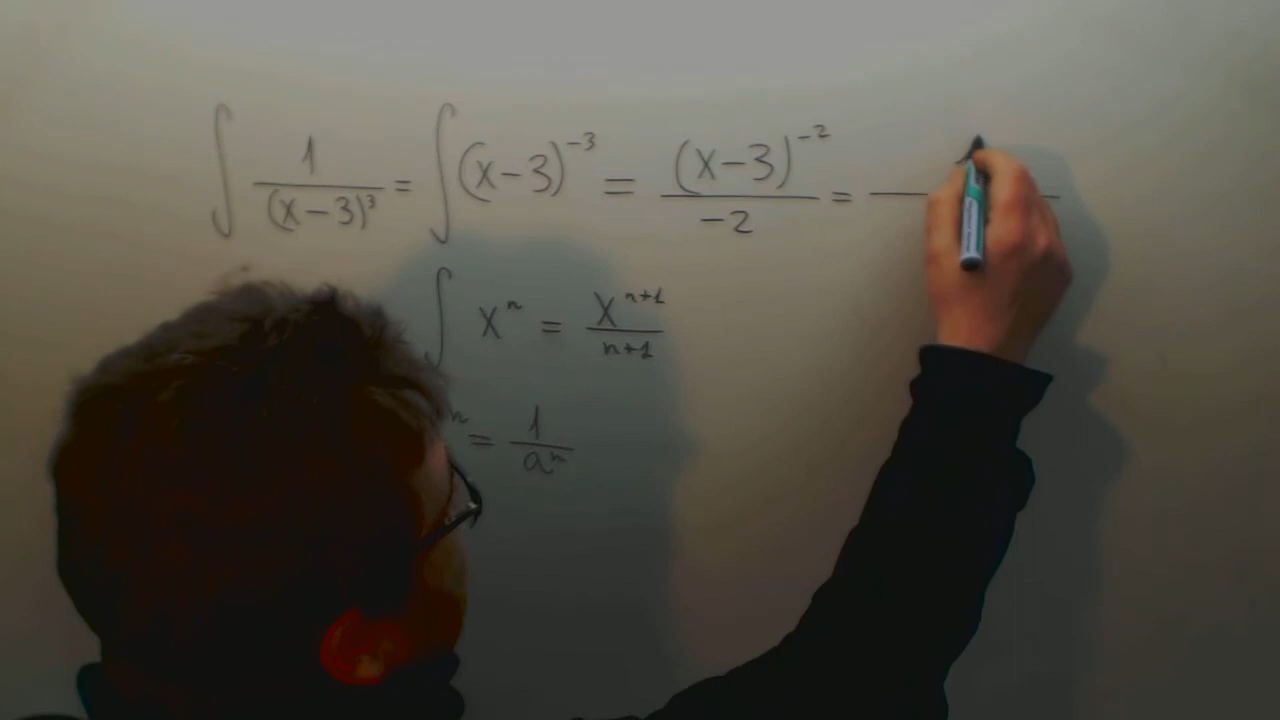 ∫ 1/(x-3)³ = ∫ (x-3)⁻³ = (x-3)⁻²/-2 =
∫ xⁿ = xⁿ⁺¹/n+1
ⁿ = 1/aⁿ